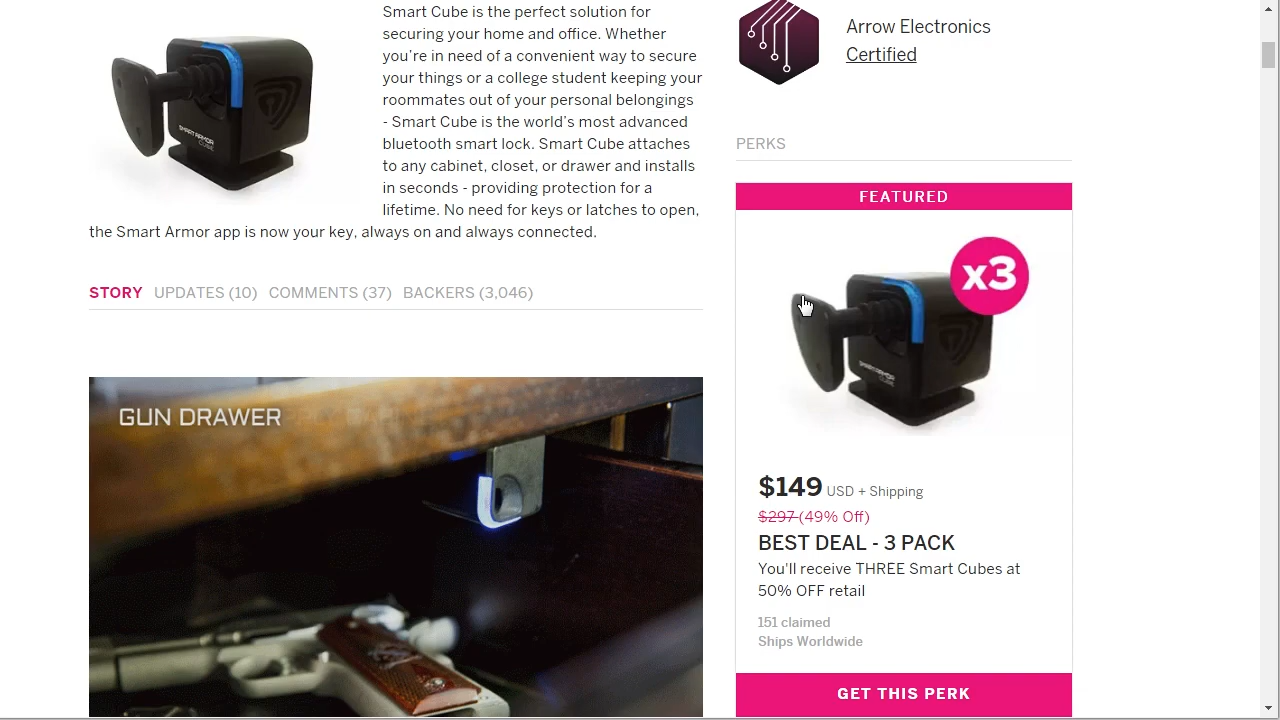 Smart Cube is the perfect solution for
securing your home and office. Whether
you're in need of a convenient way to secure
your things or a college student keeping your
roommates out of your personal belongings
- Smart Cube is the world's most advanced
bluetooth smart lock. Smart Cube attaches
to any cabinet, closet, or drawer and installs
in seconds - providing protection for a
lifetime. No need for keys or latches to open,
the Smart Armor app is now your key, always on and always connected.
SMART ARMOR
CUBE
STORY UPDATES (10) COMMENTS (37) BACKERS (3,046)
GUN DRAWER
Arrow Electronics
Certified
PERKS
FEATURED
x3
SMART ARMOR
CUBE
$149 USD + Shipping
$297 (49% Off)
BEST DEAL - 3 PACK
You'll receive THREE Smart Cubes at
50% OFF retail
151 claimed
Ships Worldwide
GET THIS PERK